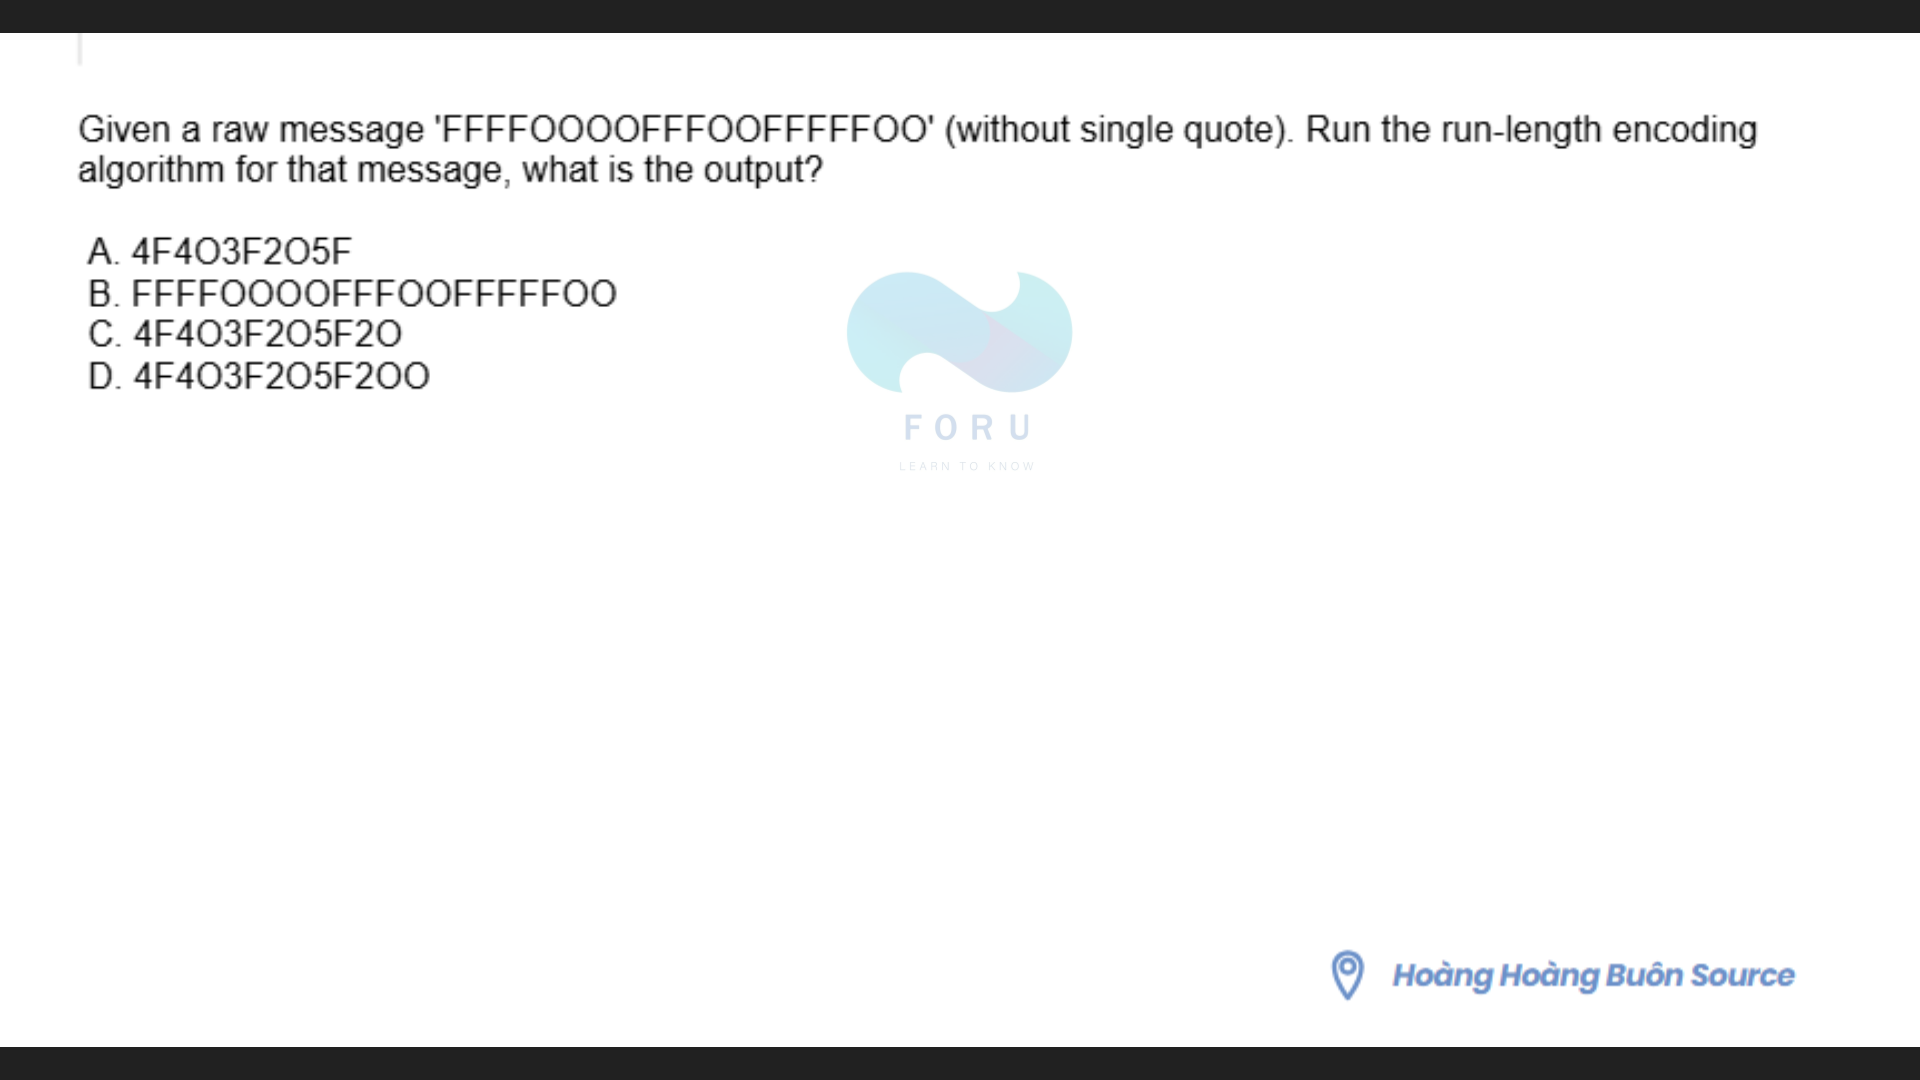 Given a raw message 'FFFFOOOOFFFOOFFFFFOO' (without single quote). Run the run-length encoding
algorithm for that message, what is the output?
A. 4F4O3F2O5F
B. FFFFOOOOFFFOOFFFFFOO
C. 4F4O3F2O5F2O
D. 4F4O3F2O5F2OO
FORU
LEARN TO KNOW
Hoàng Hoàng Buôn Source